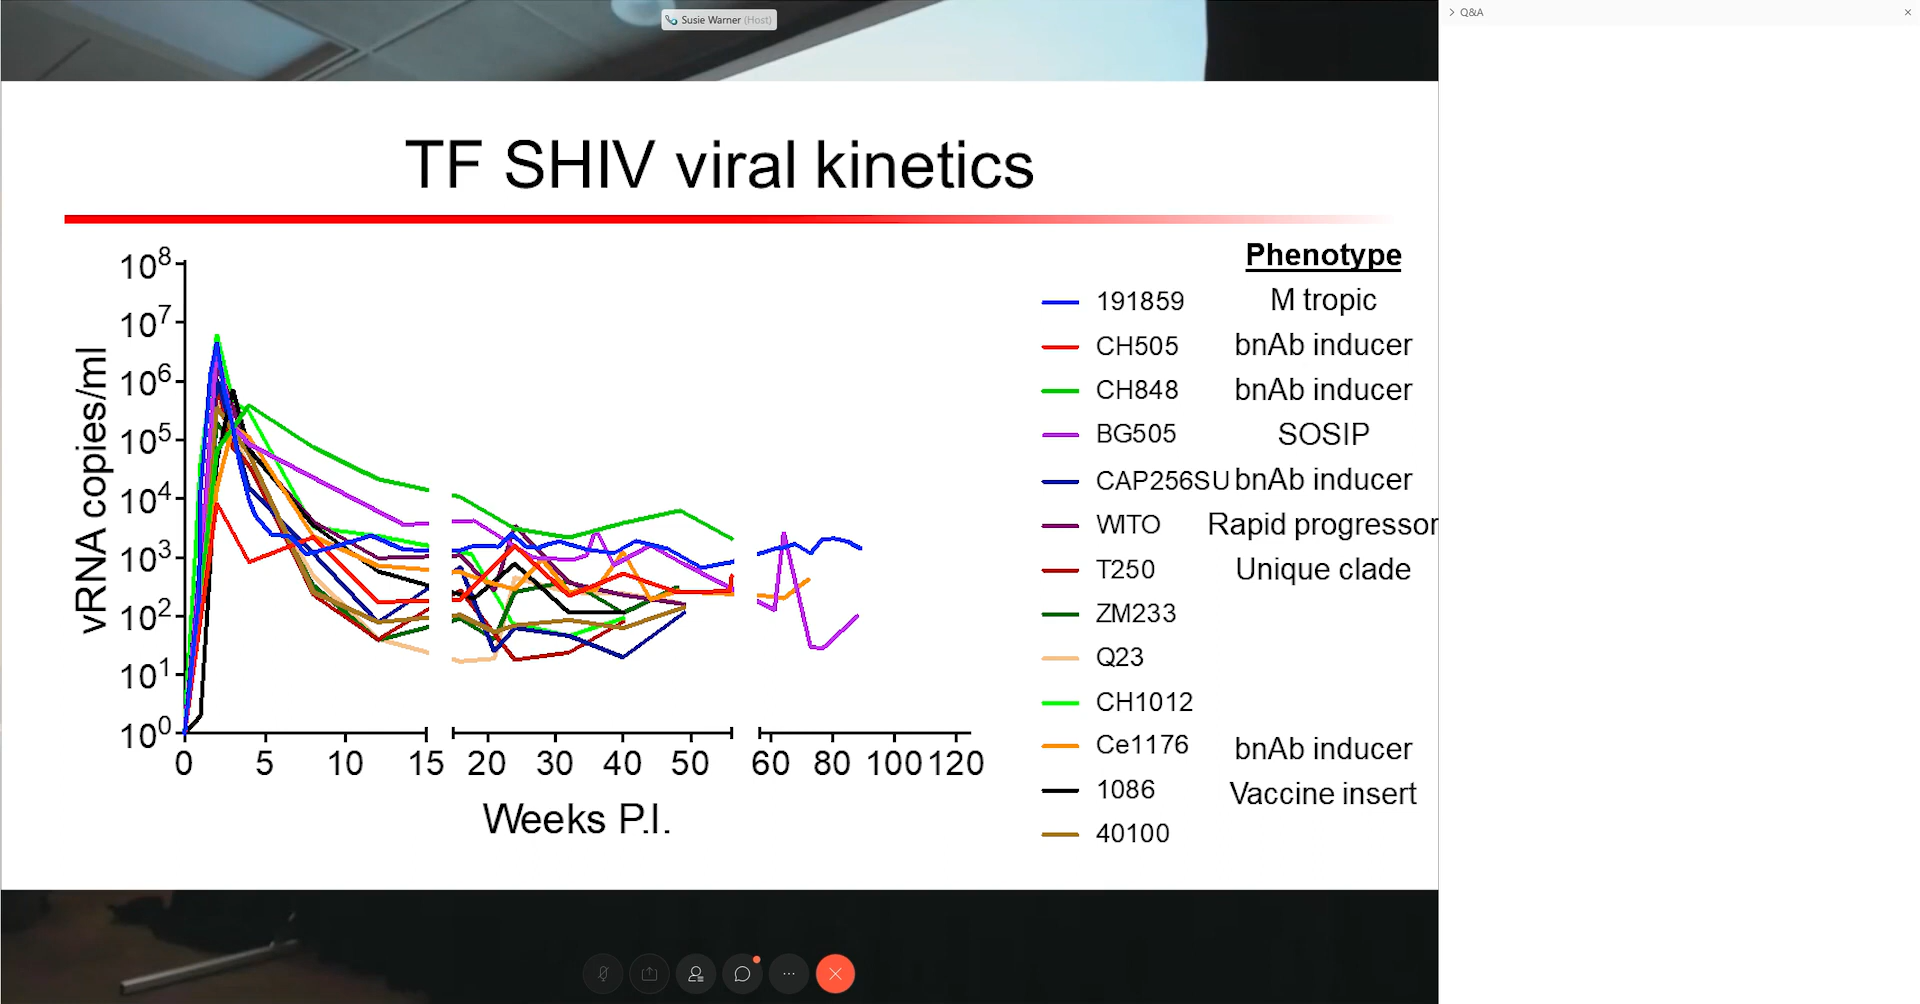 Susie Warner (Host)
Q&A
TF SHIV viral kinetics
vRNA copies/ml
10⁸
10⁷
10⁶
10⁵
10⁴
10³
10²
10¹
10⁰
0 5 10 15 20 30 40 50 60 80 100 120
Weeks P.I.
Phenotype
191859 M tropic
CH505 bnAb inducer
CH848 bnAb inducer
BG505 SOSIP
CAP256SU bnAb inducer
WITO Rapid progressor
T250 Unique clade
ZM233
Q23
CH1012
Ce1176 bnAb inducer
1086 Vaccine insert
40100